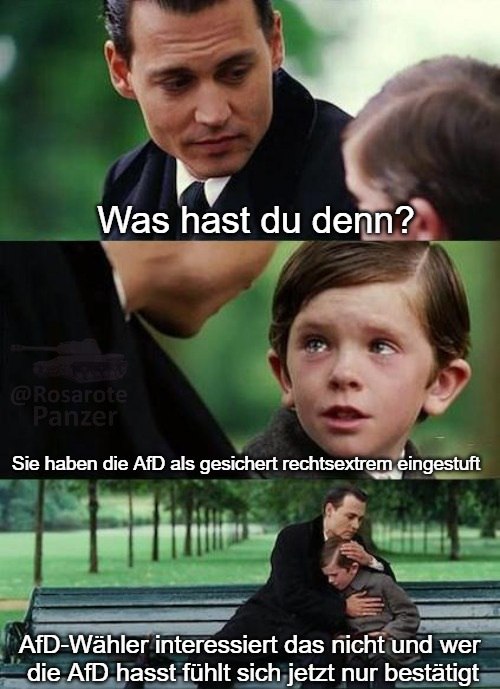 Was hast du denn?
@Rosarote
Panzer
Sie haben die AfD als gesichert rechtsextrem eingestuft
AfD-Wähler interessiert das nicht und wer
die AfD hasst fühlt sich jetzt nur bestätigt